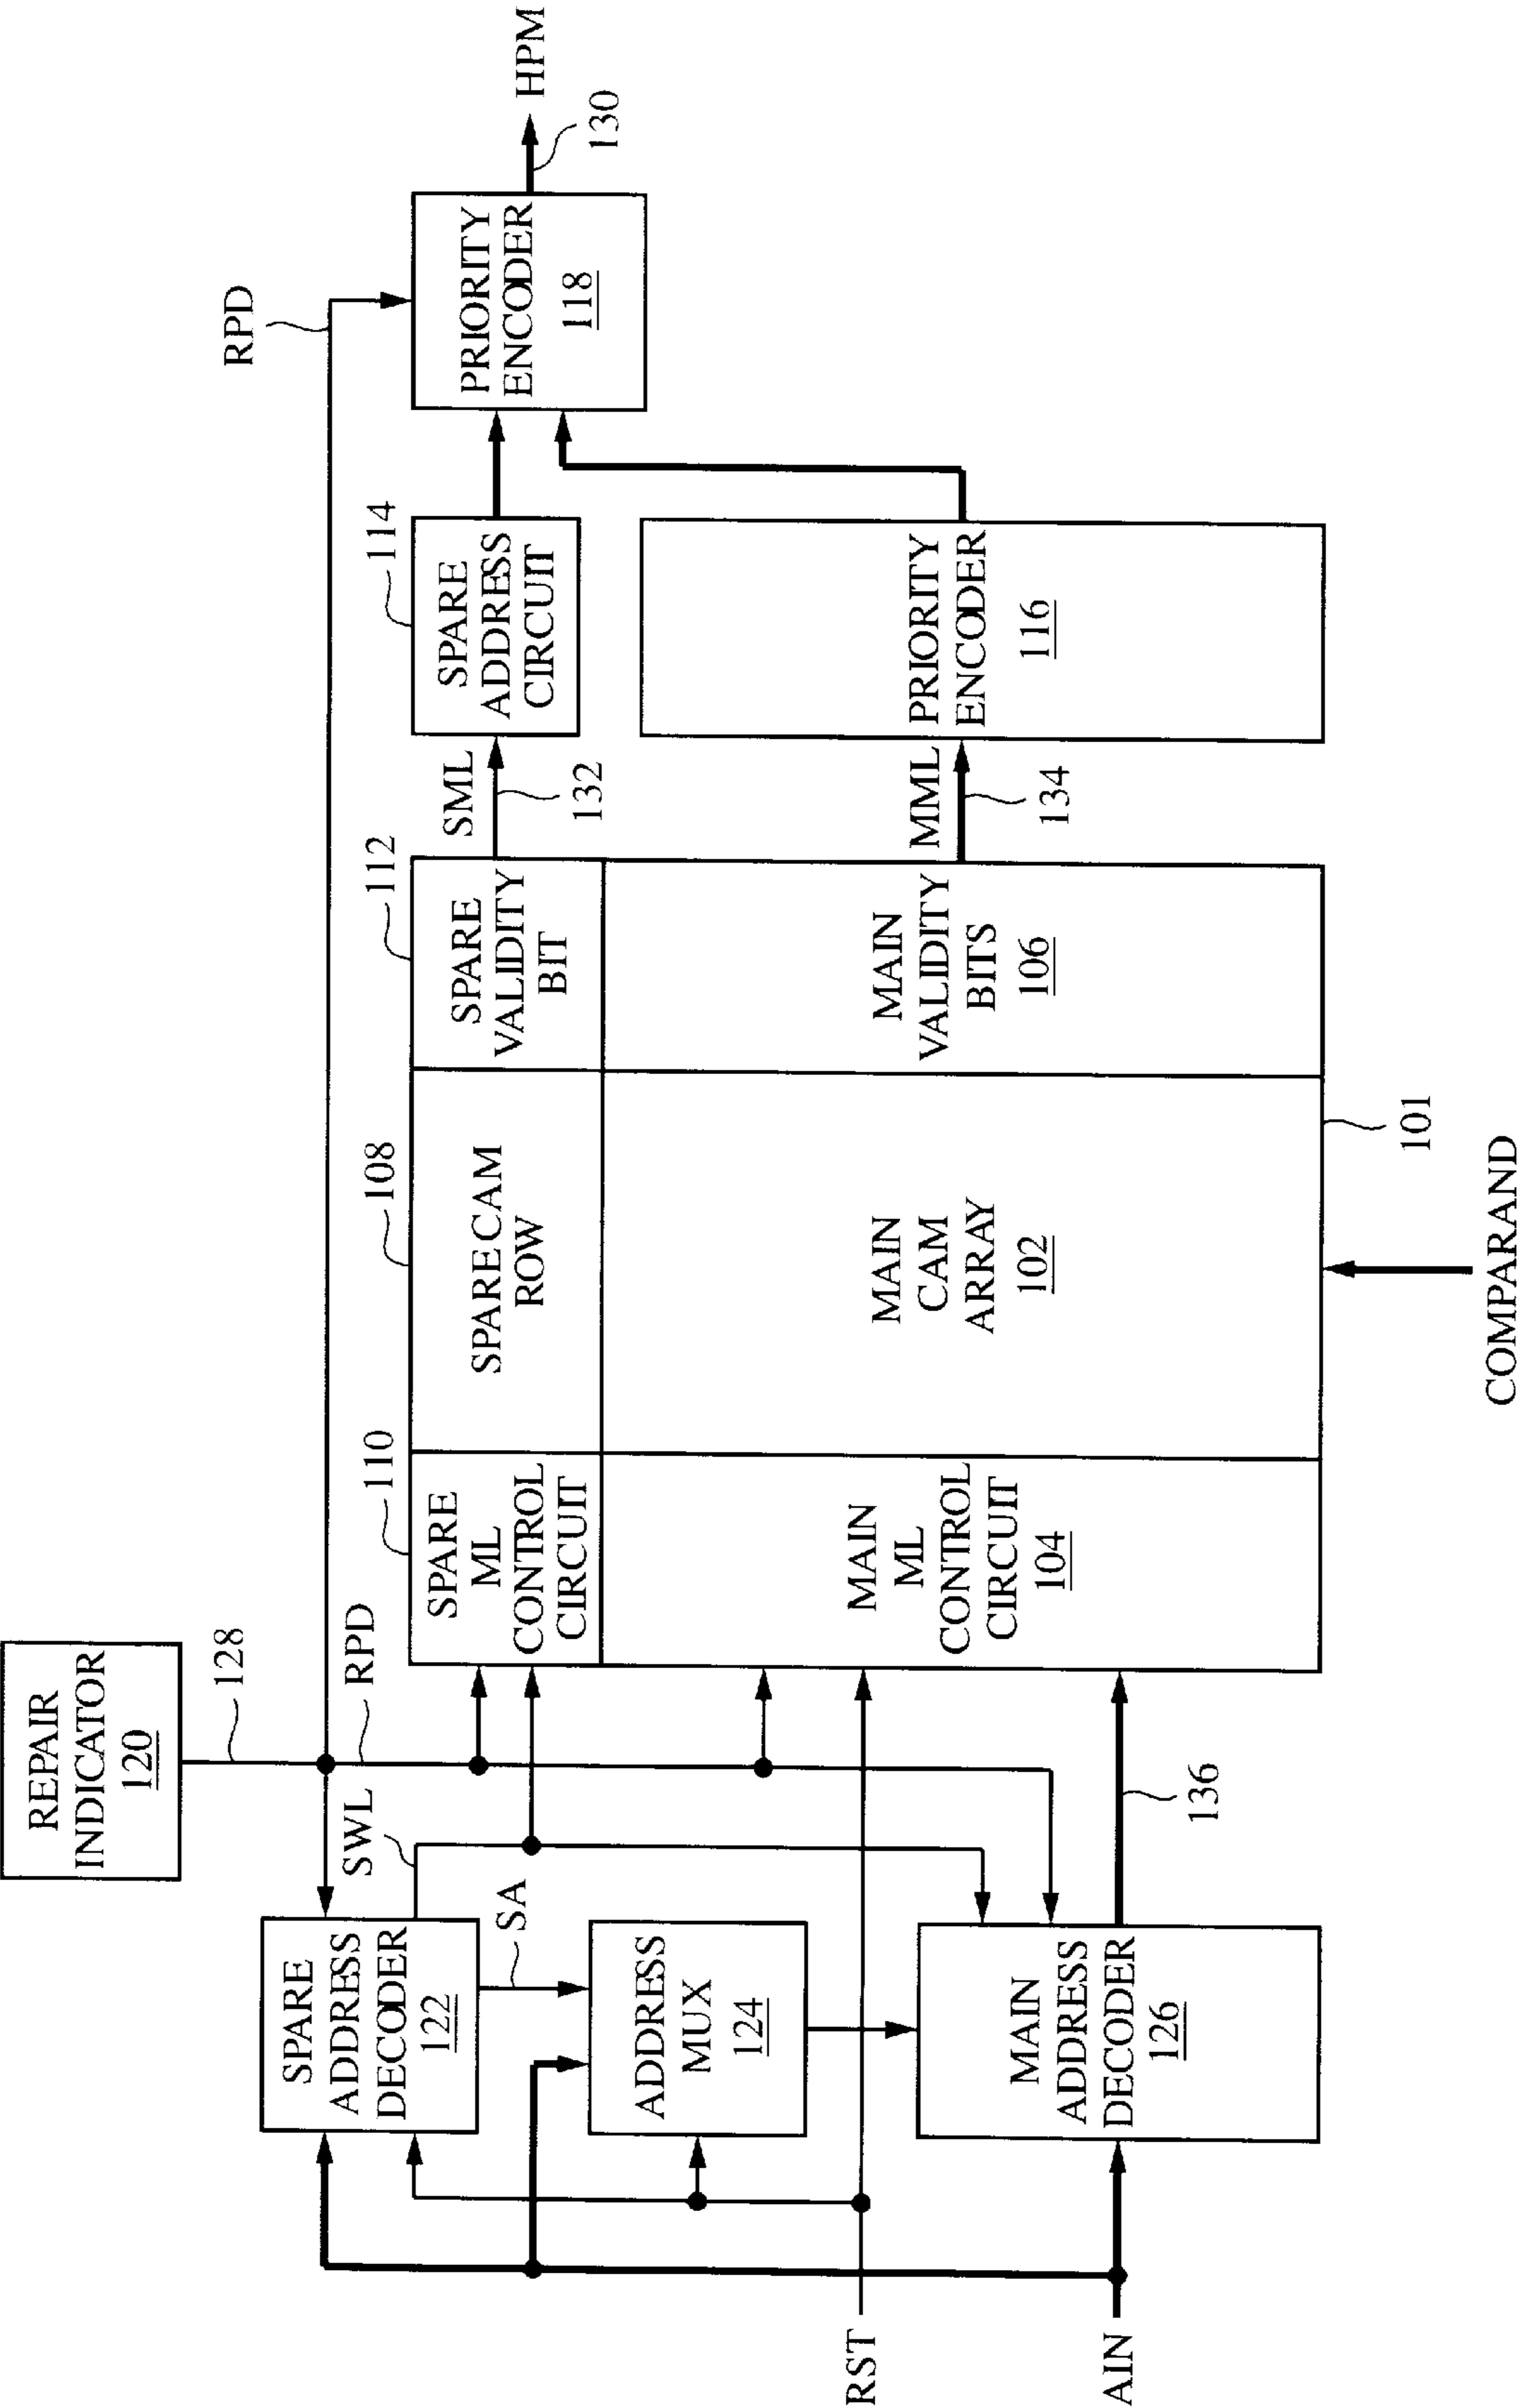 REPAIR
INDICATOR
120
128
RPD
RPD
SWL
SA
SPARE
ADDRESS
DECODER
122
ADDRESS
MUX
124
MAIN
ADDRESS
DECODER
126
RST
AIN
136
110
SPARE
ML
CONTROL
CIRCUIT
MAIN
ML
CONTROL
CIRCUIT
104
108
SPARE CAM
ROW
MAIN
CAM
ARRAY
102
112
SPARE
VALIDITY
BIT
MAIN
VALIDITY
BITS
106
101
COMPARAND
SML
132
MML
134
114
SPARE
ADDRESS
CIRCUIT
PRIORITY
ENCODER
116
PRIORITY
ENCODER
118
130
HPM